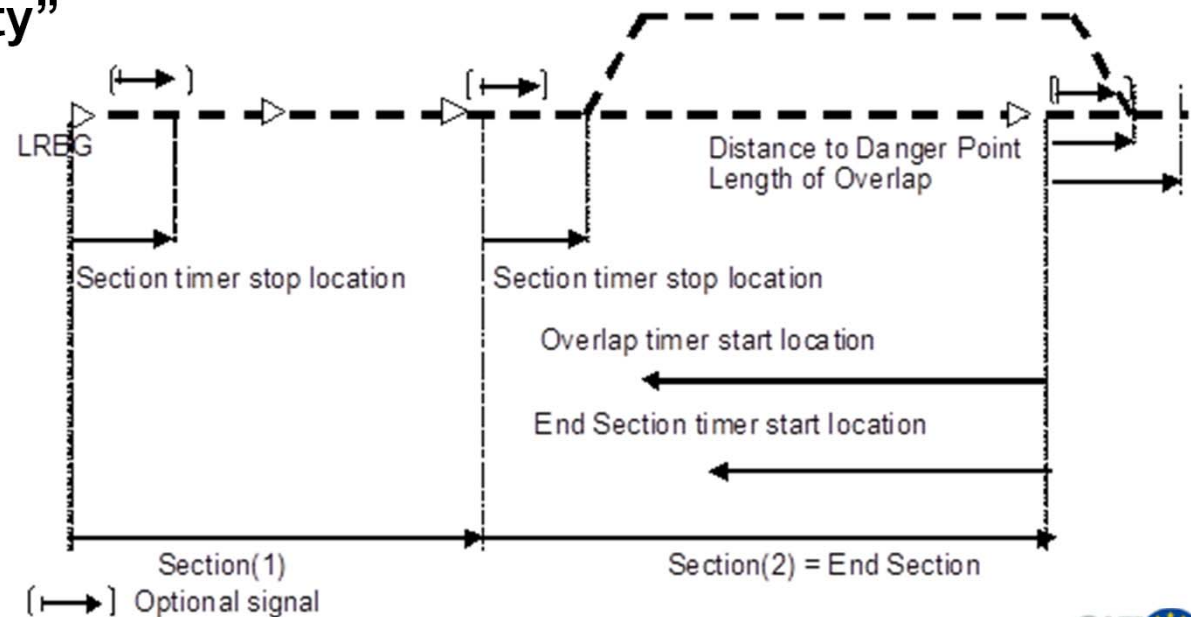 ty”
LRBG
Distance to Danger Point
Length of Overlap
Section timer stop location
Section timer stop location
Overlap timer start location
End Section timer start location
Section(1)
Section(2) = End Section
Optional signal